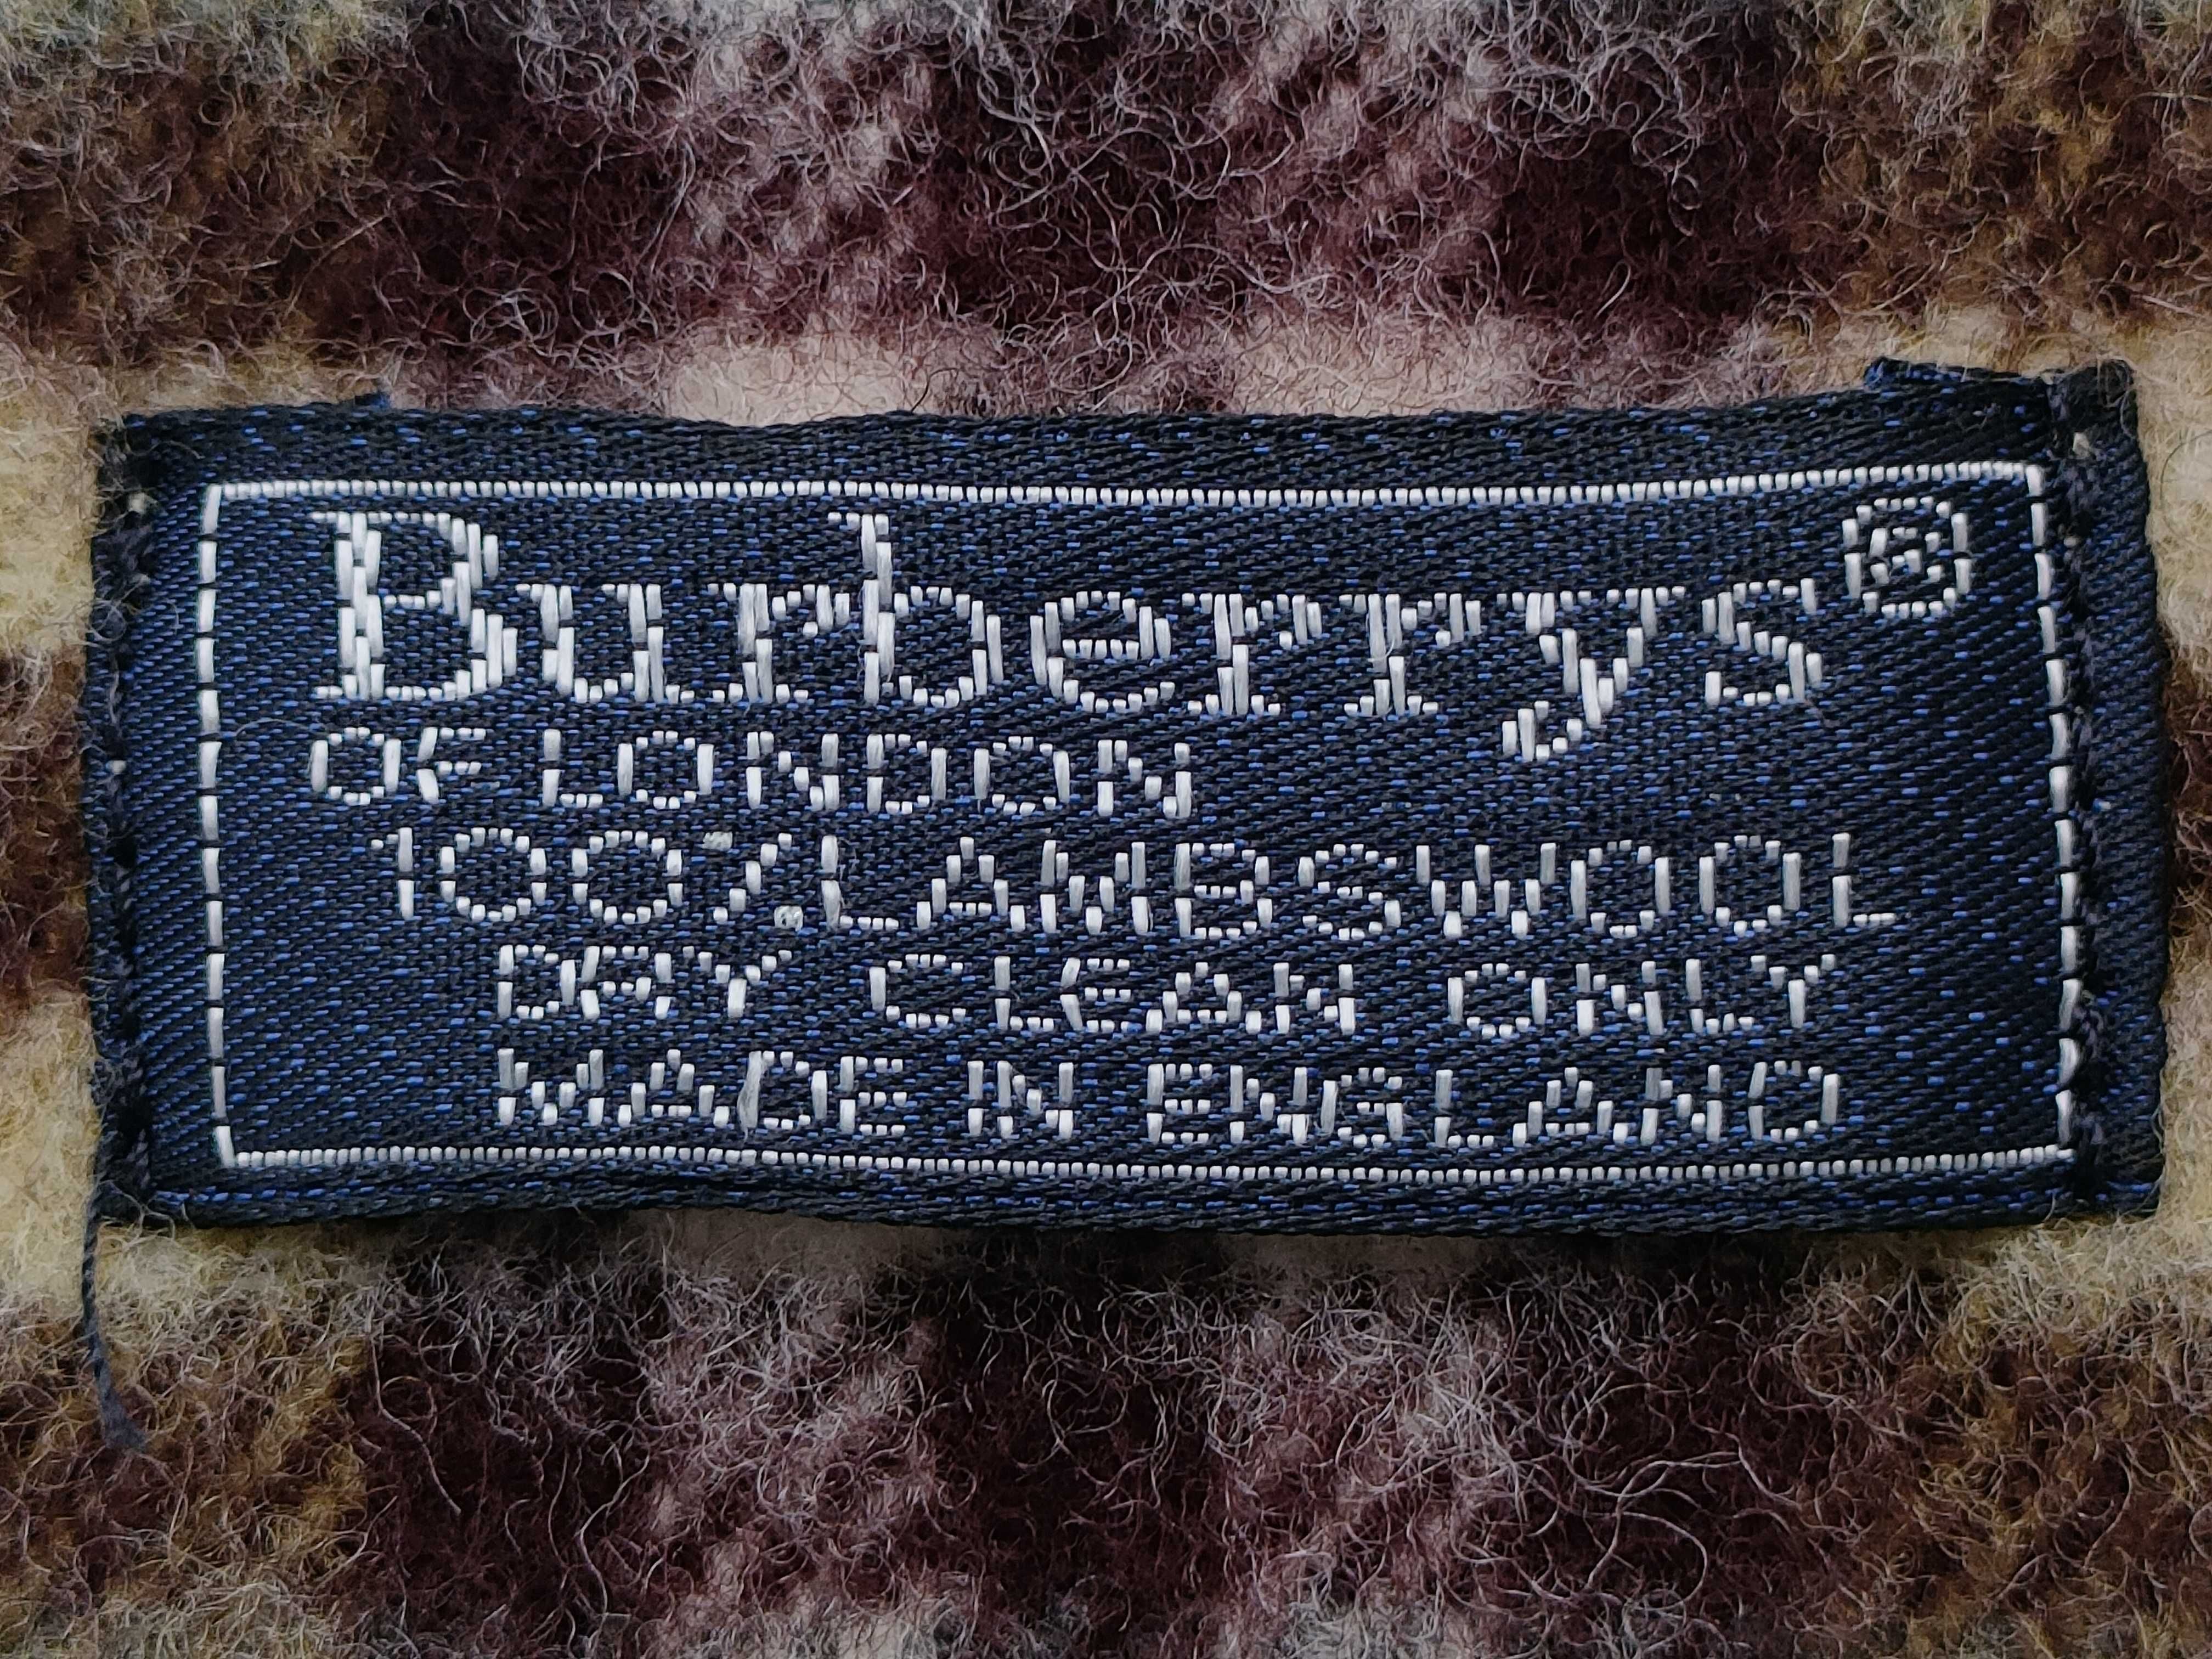 Burberrys®
OF LONDON
100% LAMBSWOOL
DRY CLEAN ONLY
MADE IN ENGLAND